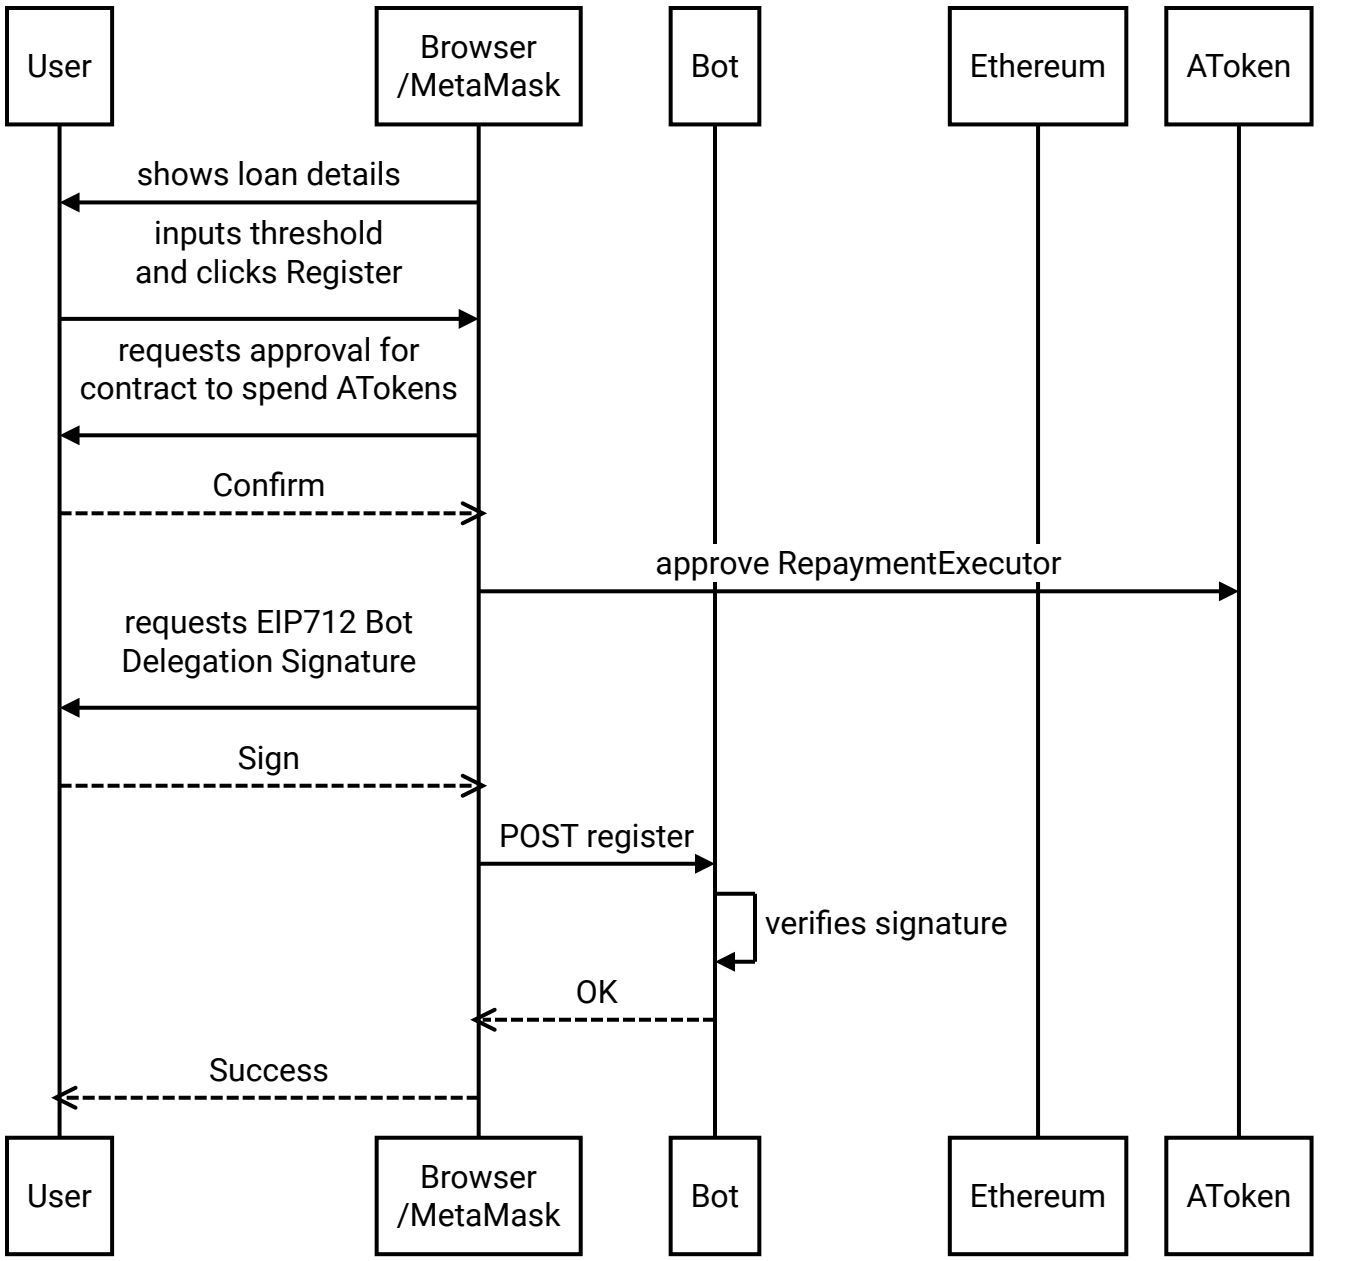 User
Browser
/MetaMask
Bot
Ethereum
AToken
shows loan details
inputs threshold
and clicks Register
requests approval for
contract to spend ATokens
Confirm
approve RepaymentExecutor
requests EIP712 Bot
Delegation Signature
Sign
POST register
verifies signature
OK
Success
User
Browser
/MetaMask
Bot
Ethereum
AToken